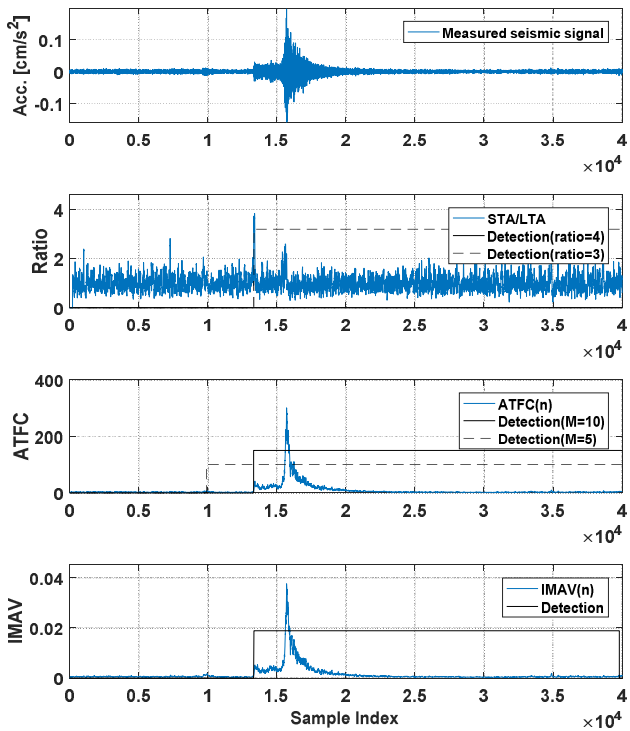 Acc. [cm/s²]
0.1
0
-0.1
Measured seismic signal
0 0.5 1 1.5 2 2.5 3 3.5 4
×10⁴
Ratio
4
2
0
STA/LTA
Detection(ratio=4)
Detection(ratio=3)
0 0.5 1 1.5 2 2.5 3 3.5 4
×10⁴
ATFC
400
200
0
ATFC(n)
Detection(M=10)
Detection(M=5)
0 0.5 1 1.5 2 2.5 3 3.5 4
×10⁴
IMAV
0.04
0.02
0
IMAV(n)
Detection
0 0.5 1 1.5 2 2.5 3 3.5 4
Sample Index
×10⁴